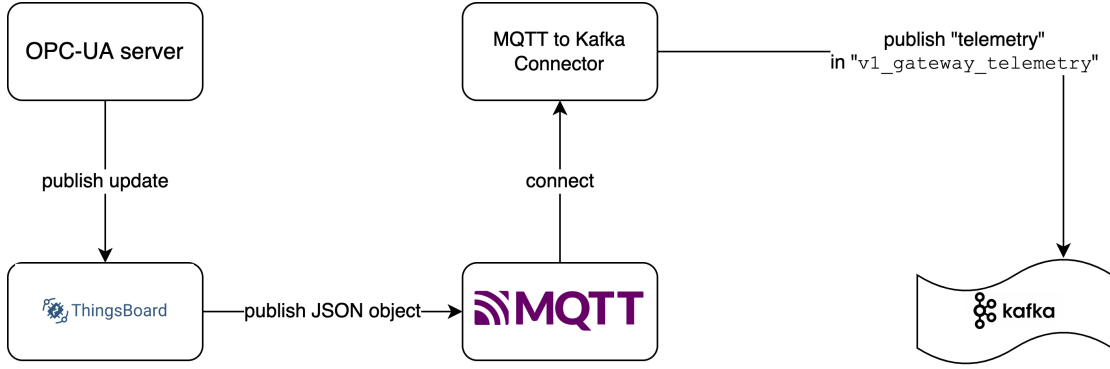 OPC-UA server
MQTT to Kafka
Connector
publish "telemetry"
in "v1_gateway_telemetry"
publish update
connect
ThingsBoard
publish JSON object
MQTT
kafka